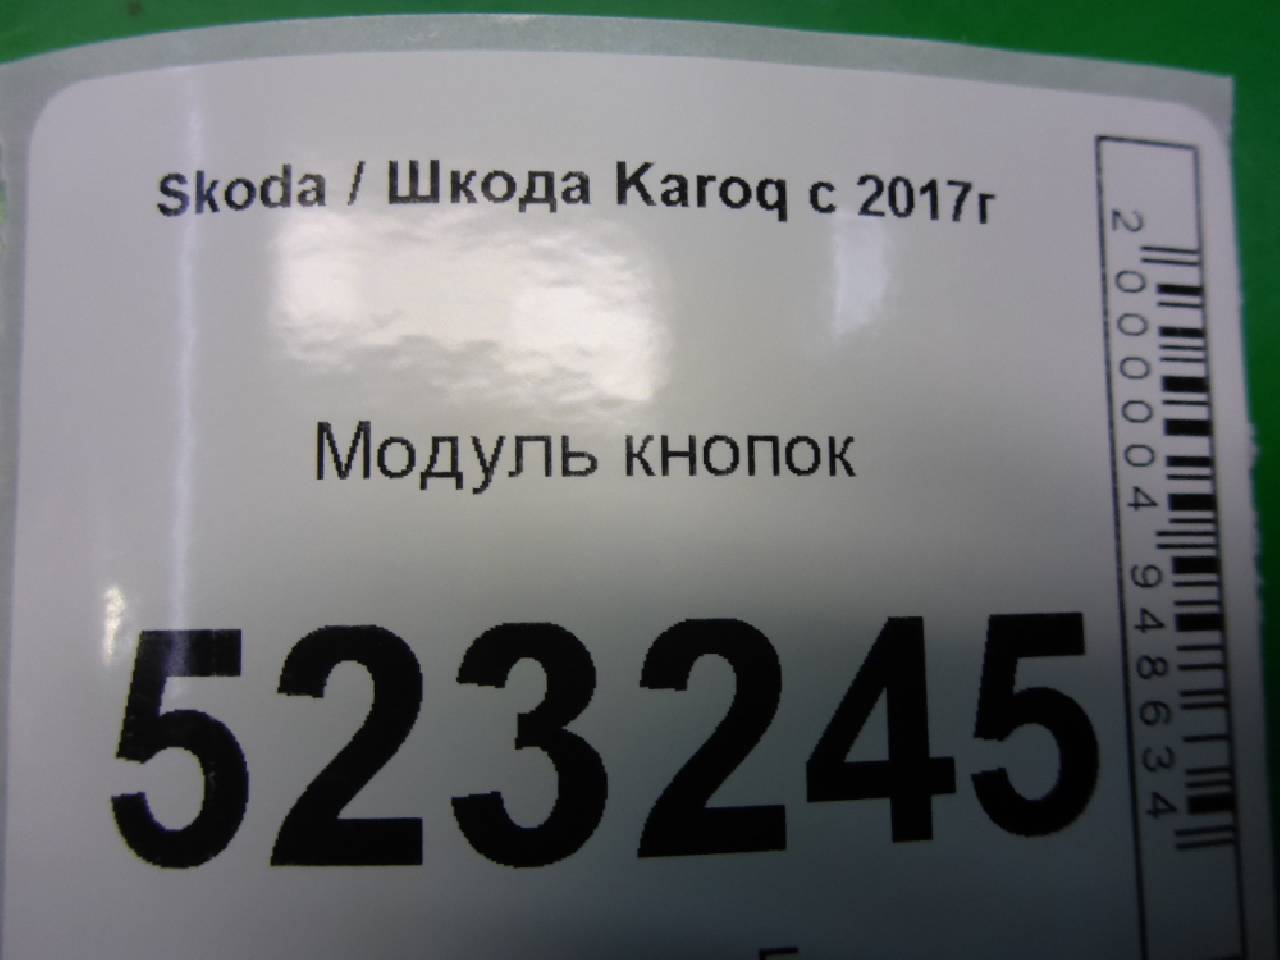 Skoda / Шкода Karoq с 2017г
Модуль кнопок
523245
2000004948634